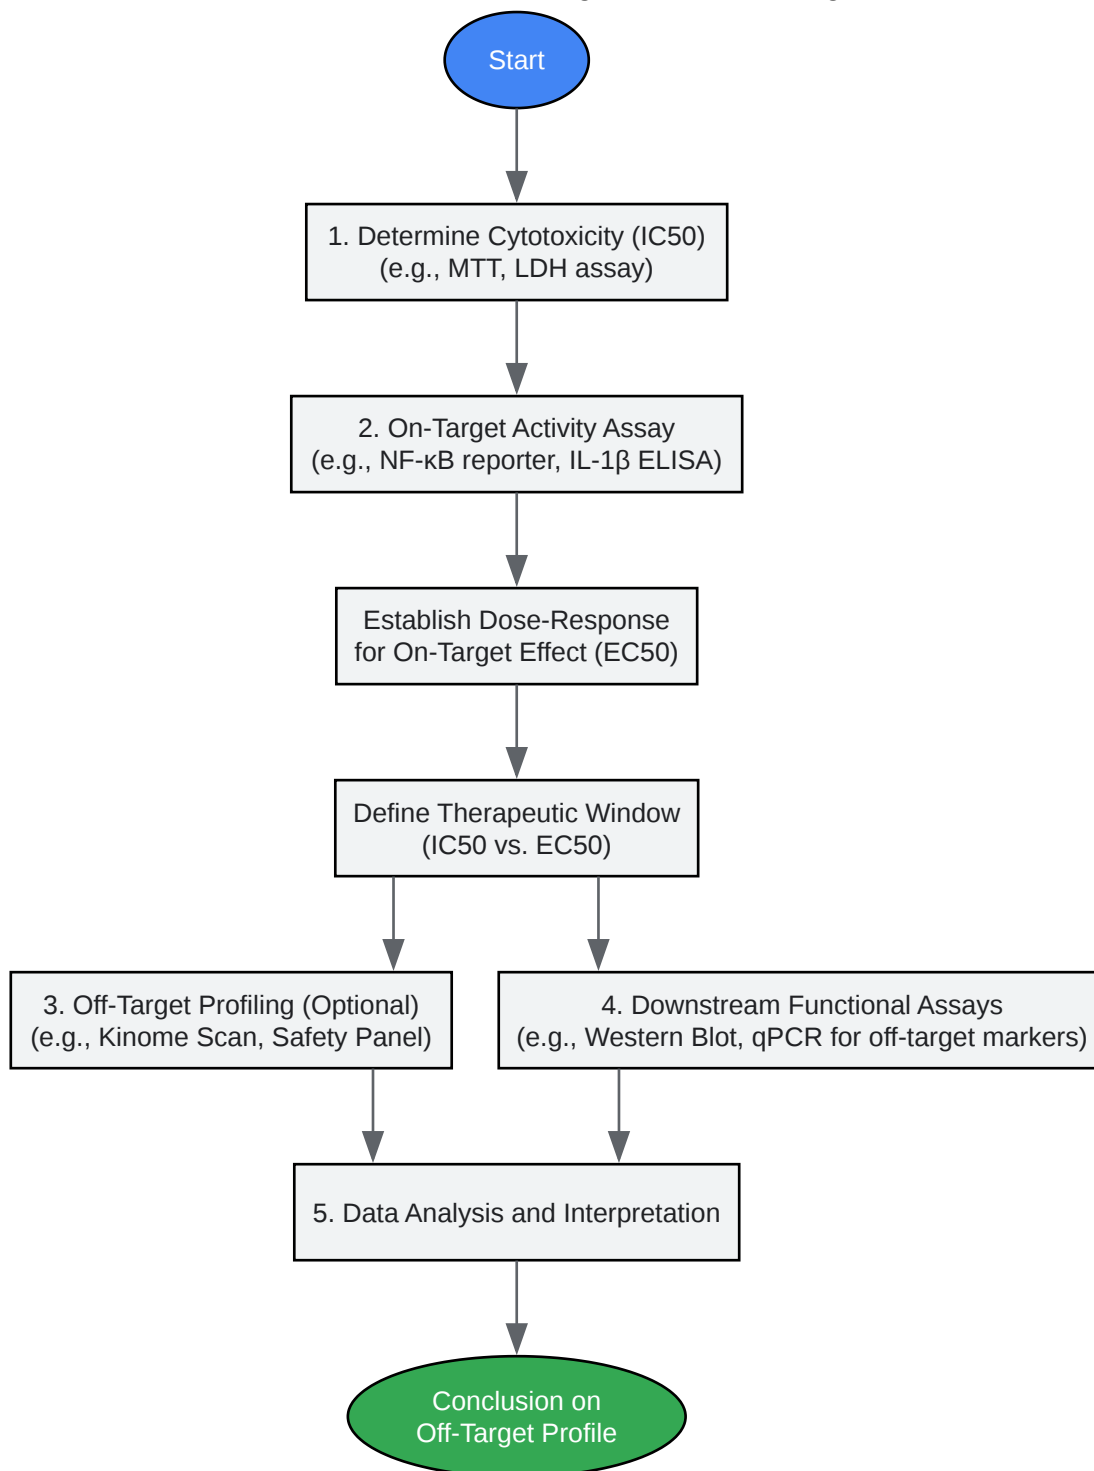 Start
1. Determine Cytotoxicity (IC50)
(e.g., MTT, LDH assay)
2. On-Target Activity Assay
(e.g., NF-κB reporter, IL-1β ELISA)
Establish Dose-Response
for On-Target Effect (EC50)
Define Therapeutic Window
(IC50 vs. EC50)
3. Off-Target Profiling (Optional)
(e.g., Kinome Scan, Safety Panel)
4. Downstream Functional Assays
(e.g., Western Blot, qPCR for off-target markers)
5. Data Analysis and Interpretation
Conclusion on
Off-Target Profile